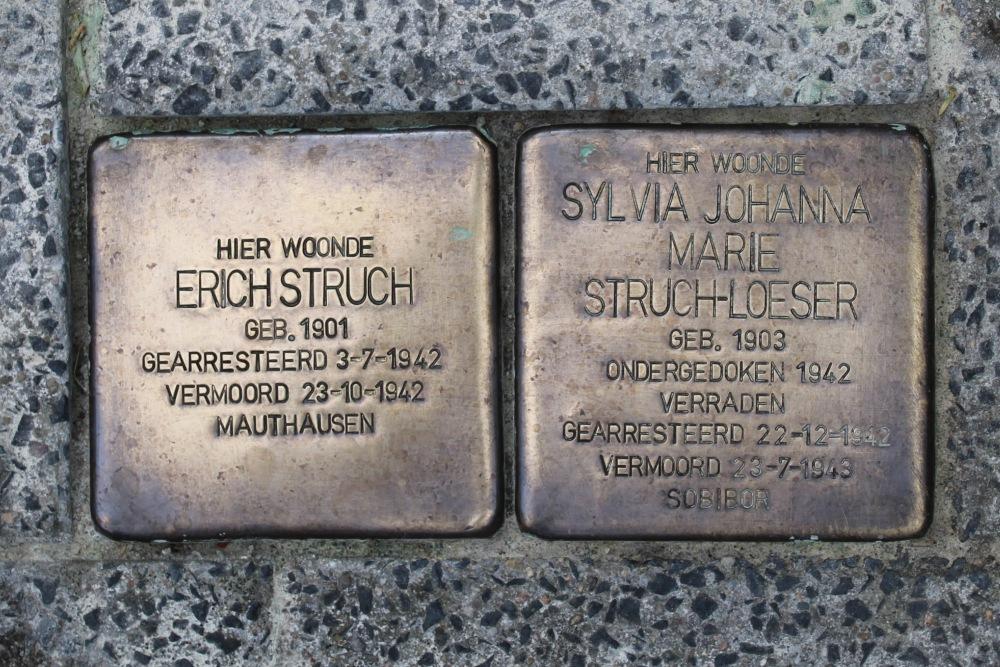 HIER WOONDE
ERICH STRUCH
GEB. 1901
GEARRESTEERD 3-7-1942
VERMOORD 23-10-1942
MAUTHAUSEN
HIER WOONDE
SYLVIA JOHANNA
MARIE
STRUCH-LOESER
GEB. 1903
ONDERGEDOKEN 1942
VERRADEN
GEARRESTEERD 22-12-1942
VERMOORD 23-7-1943
SOBIBOR